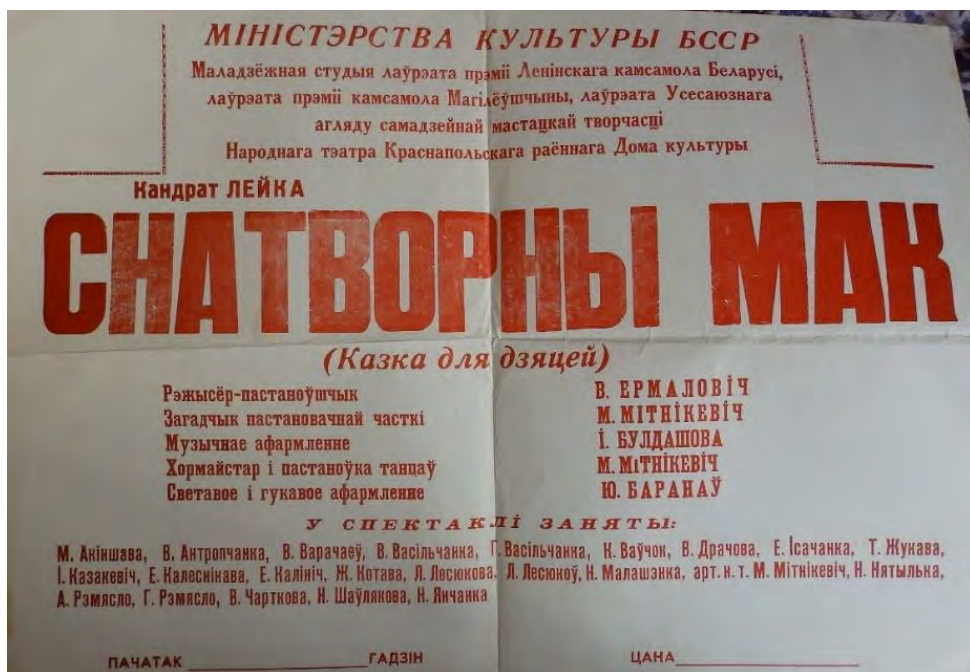 МІНІСТЭРСТВА КУЛЬТУРЫ БССР
Маладзёжная студыя лаўрэата прэміі Ленінскага камсамола Беларусі,
лаўрэата прэміі камсамола Магілёўшчыны, лаўрэата Усесаюзнага
агляду самадзейнай мастацкай творчасці
Народнага тэатра Краснапольскага раённага Дома культуры
Кандрат ЛЕЙКА
СНАТВОРНЫ МАК
(Казка для дзяцей)
Рэжысёр-пастаноўшчык В. ЕРМАЛОВІЧ
Загадчык пастановачнай часткі М. МІТНІКЕВІЧ
Музычнае афармленне І. БУЛДАШОВА
Хормайстар і пастаноўка танцаў М. МіТНІКЕВІЧ
Светавое і гукавое афармленне Ю. БАРАНАЎ
У СПЕКТАКЛІ ЗАНЯТЫ:
М. Акіншава, В. Антропчанка, В. Варачаеў, В. Васільчанка, Г. Васільчанка, К. Ваўчок, В. Драчова, Е. Ісачанка, Т. Жукава,
І. Казакевіч, Е. Калеснікава, Е. Калініч, Ж. Котава, Л. Лесюкова, Л. Лесюкоў, Н. Малашэнка, арт. н. т. М. Мітнікевіч, Н. Нятылька,
А. Рэмясло, Г. Рэмясло, В. Чарткова, Н. Шаўлякова, Н. Янчанка
ПАЧАТАК ____________ ГАДЗІН ЦАНА ____________